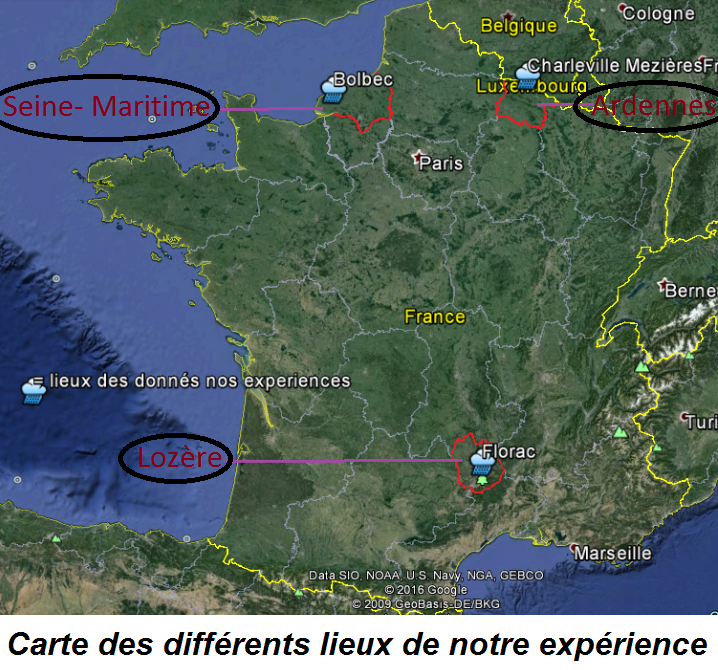 Cologne
Belgique
Charleville MezièresFr
Bolbec
Luxembourg
Seine- Maritime
Ardennes
Paris
Berne
France
= lieux des donnés nos experiences
Turi
Florac
Lozère
Marseille
Data SIO, NOAA, U.S. Navy, NGA, GEBCO
© 2016 Google
© 2009 GeoBasis-DE/BKG
Carte des différents lieux de notre expérience